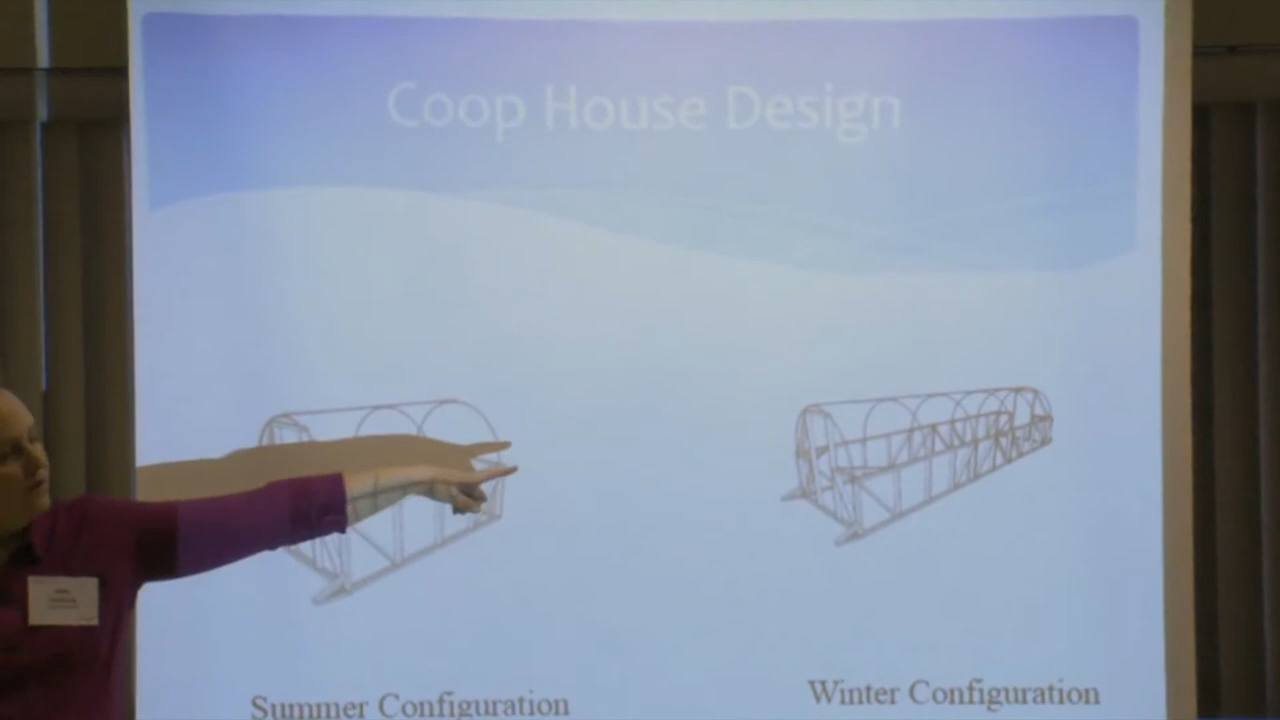 Coop House Design
Summer Configuration
Winter Configuration